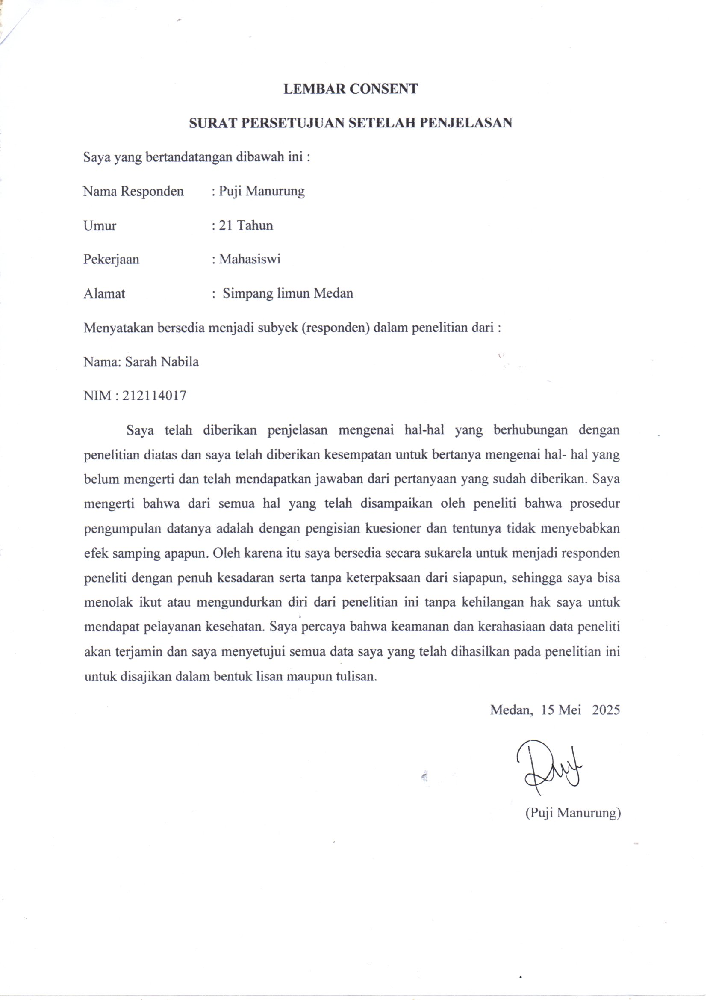 LEMBAR CONSENT
SURAT PERSETUJUAN SETELAH PENJELASAN
Saya yang bertandatangan dibawah ini :
Nama Responden : Puji Manurung
Umur : 21 Tahun
Pekerjaan : Mahasiswi
Alamat : Simpang limun Medan
Menyatakan bersedia menjadi subyek (responden) dalam penelitian dari :
Nama: Sarah Nabila
NIM : 212114017
Saya telah diberikan penjelasan mengenai hal-hal yang berhubungan dengan
penelitian diatas dan saya telah diberikan kesempatan untuk bertanya mengenai hal- hal yang
belum mengerti dan telah mendapatkan jawaban dari pertanyaan yang sudah diberikan. Saya
mengerti bahwa dari semua hal yang telah disampaikan oleh peneliti bahwa prosedur
pengumpulan datanya adalah dengan pengisian kuesioner dan tentunya tidak menyebabkan
efek samping apapun. Oleh karena itu saya bersedia secara sukarela untuk menjadi responden
peneliti dengan penuh kesadaran serta tanpa keterpaksaan dari siapapun, sehingga saya bisa
menolak ikut atau mengundurkan diri dari penelitian ini tanpa kehilangan hak saya untuk
mendapat pelayanan kesehatan. Saya percaya bahwa keamanan dan kerahasiaan data peneliti
akan terjamin dan saya menyetujui semua data saya yang telah dihasilkan pada penelitian ini
untuk disajikan dalam bentuk lisan maupun tulisan.
Medan, 15 Mei 2025
(Puji Manurung)